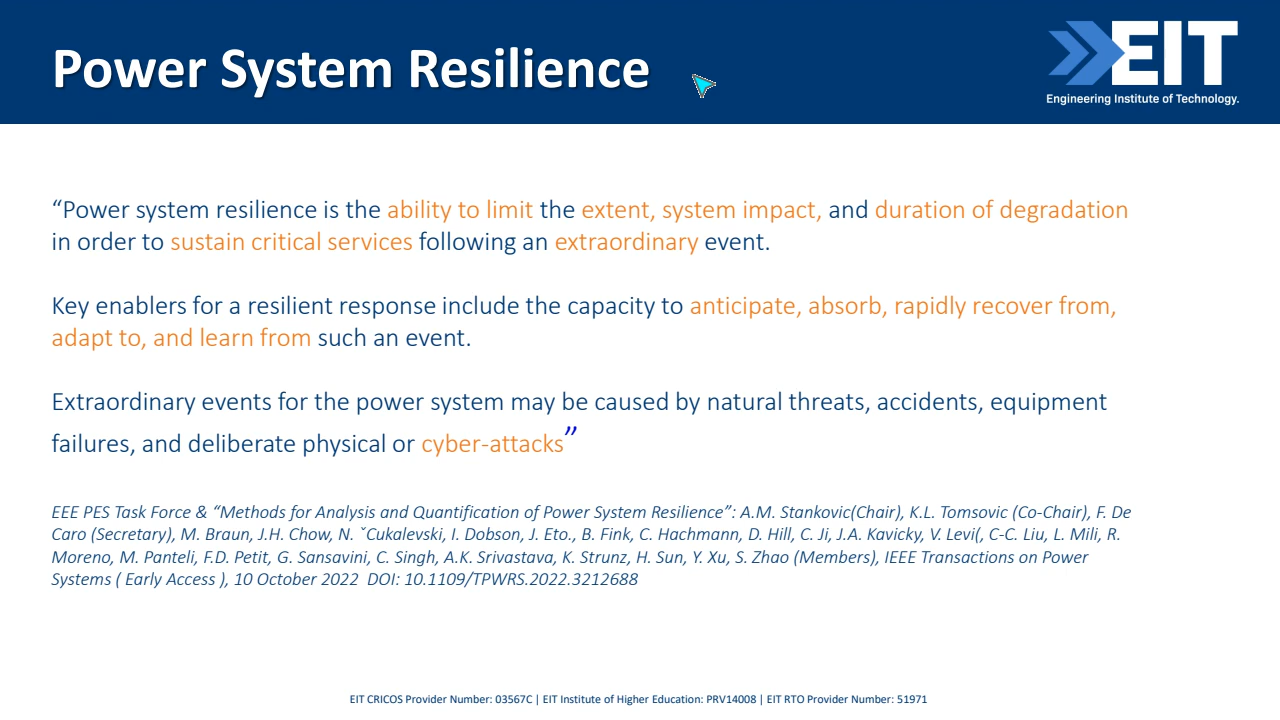 Power System Resilience
EIT
Engineering Institute of Technology.
“Power system resilience is the ability to limit the extent, system impact, and duration of degradation
in order to sustain critical services following an extraordinary event.
Key enablers for a resilient response include the capacity to anticipate, absorb, rapidly recover from,
adapt to, and learn from such an event.
Extraordinary events for the power system may be caused by natural threats, accidents, equipment
failures, and deliberate physical or cyber-attacks”
EEE PES Task Force & “Methods for Analysis and Quantification of Power System Resilience”: A.M. Stankovic(Chair), K.L. Tomsovic (Co-Chair), F. De
Caro (Secretary), M. Braun, J.H. Chow, N. ˇCukalevski, I. Dobson, J. Eto., B. Fink, C. Hachmann, D. Hill, C. Ji, J.A. Kavicky, V. Levi(, C-C. Liu, L. Mili, R.
Moreno, M. Panteli, F.D. Petit, G. Sansavini, C. Singh, A.K. Srivastava, K. Strunz, H. Sun, Y. Xu, S. Zhao (Members), IEEE Transactions on Power
Systems ( Early Access ), 10 October 2022  DOI: 10.1109/TPWRS.2022.3212688
EIT CRICOS Provider Number: 03567C | EIT Institute of Higher Education: PRV14008 | EIT RTO Provider Number: 51971